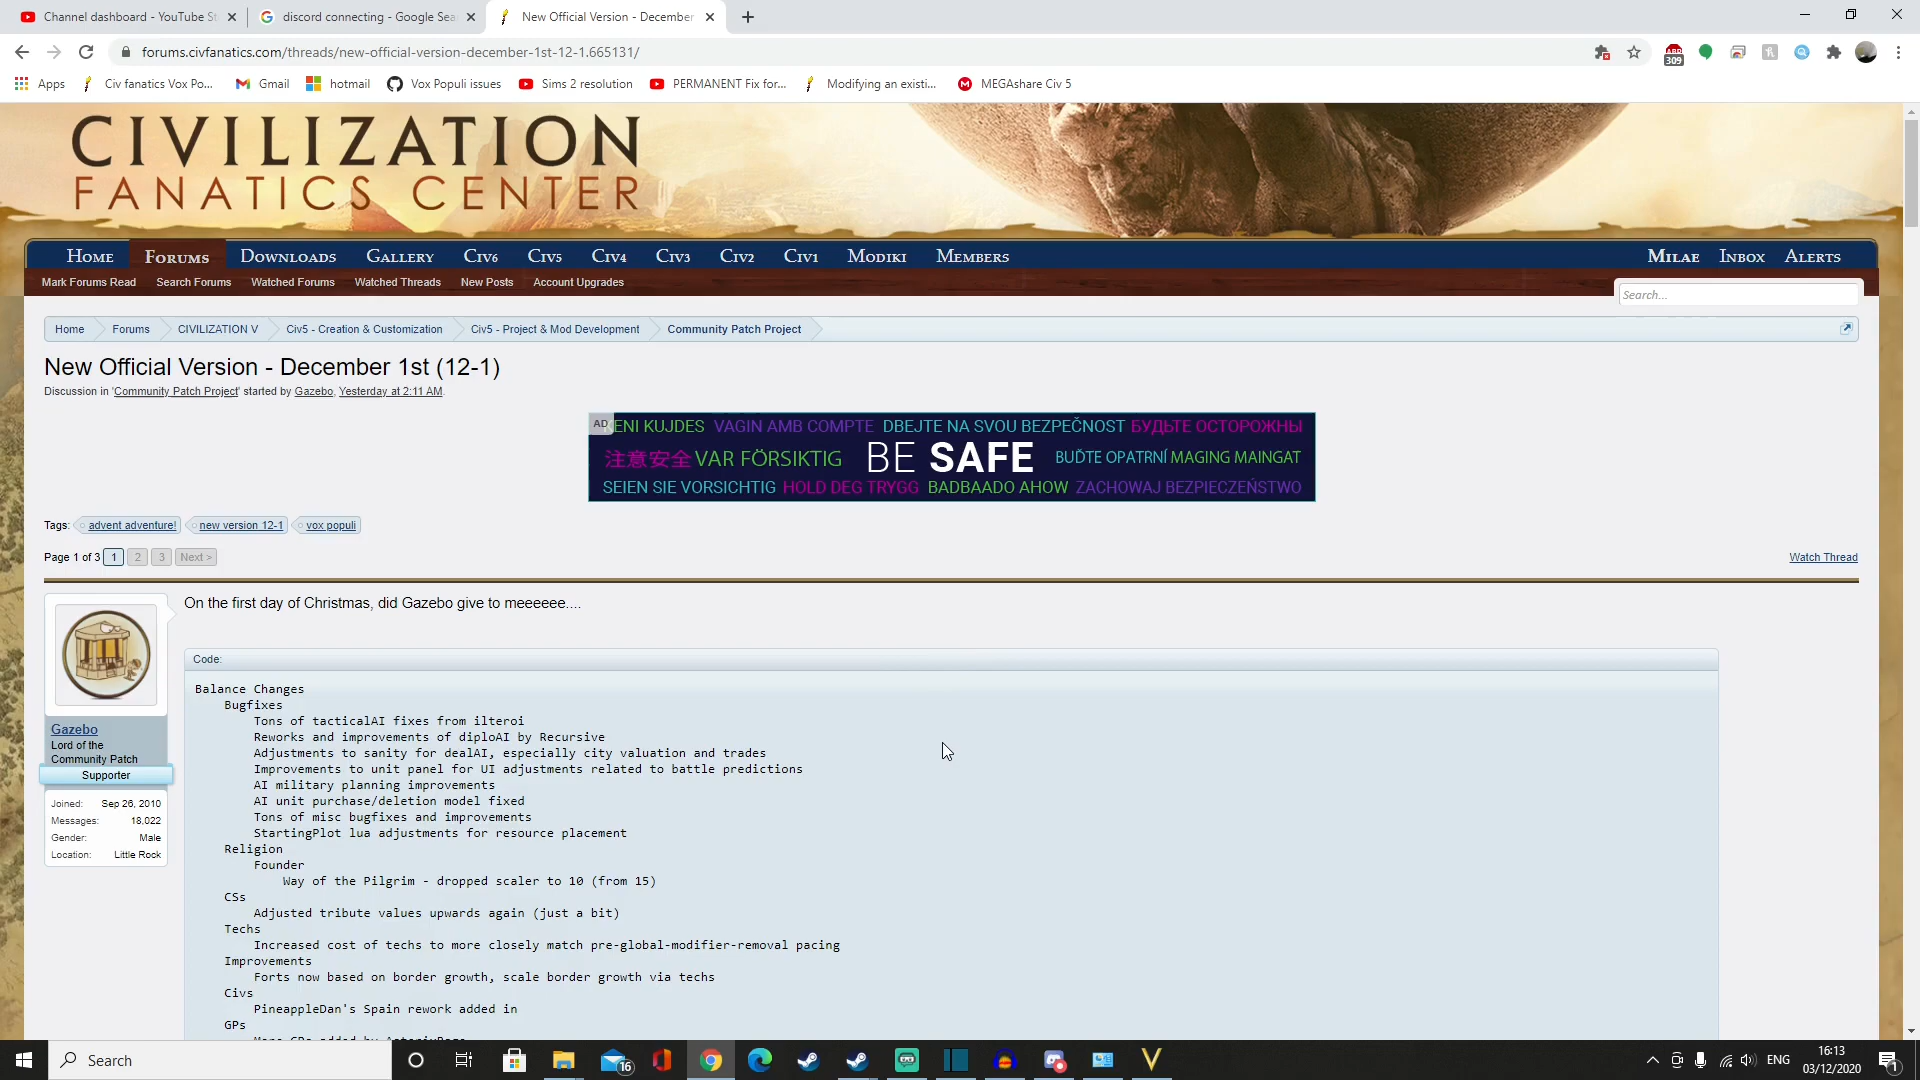 Channel dashboard - YouTube St
discord connecting - Google Sea
New Official Version - December
forums.civfanatics.com/threads/new-official-version-december-1st-12-1.665131/
ABP
309
Apps
Civ fanatics Vox Po...
Gmail
hotmail
Vox Populi issues
Sims 2 resolution
PERMANENT Fix for...
Modifying an existi...
MEGAshare Civ 5
CIVILIZATION
FANATICS CENTER
Home Forums Downloads Gallery Civ6 Civ5 Civ4 Civ3 Civ2 Civ1 Modiki Members Milae Inbox Alerts
Mark Forums Read Search Forums Watched Forums Watched Threads New Posts Account Upgrades
Search...
Home Forums CIVILIZATION V Civ5 - Creation & Customization Civ5 - Project & Mod Development Community Patch Project
New Official Version - December 1st (12-1)
Discussion in 'Community Patch Project' started by Gazebo, Yesterday at 2:11 AM.
AD
ENI KUJDES VAGIN AMB COMPTE DBEJTE NA SVOU BEZPEČNOST БУДЬТЕ ОСТОРОЖНЫ
注意安全 VAR FÖRSIKTIG BE SAFE BUĎTE OPATRNÍ MAGING MAINGAT
SEIEN SIE VORSICHTIG HOLD DEG TRYGG BADBAADO AHOW ZACHOWAJ BEZPIECZEŃSTWO
Tags: advent adventure! new version 12-1 vox populi
Page 1 of 3 1 2 3 Next >
Watch Thread
On the first day of Christmas, did Gazebo give to meeeeee....
Gazebo
Lord of the
Community Patch
Supporter
Joined: Sep 26, 2010
Messages: 18,022
Gender: Male
Location: Little Rock
Code:
Balance Changes
Bugfixes
Tons of tacticalAI fixes from ilteroi
Reworks and improvements of diploAI by Recursive
Adjustments to sanity for dealAI, especially city valuation and trades
Improvements to unit panel for UI adjustments related to battle predictions
AI military planning improvements
AI unit purchase/deletion model fixed
Tons of misc bugfixes and improvements
StartingPlot lua adjustments for resource placement
Religion
Founder
Way of the Pilgrim - dropped scaler to 10 (from 15)
CSs
Adjusted tribute values upwards again (just a bit)
Techs
Increased cost of techs to more closely match pre-global-modifier-removal pacing
Improvements
Forts now based on border growth, scale border growth via techs
Civs
PineappleDan's Spain rework added in
GPs
Search
16
ENG
16:13
03/12/2020
1